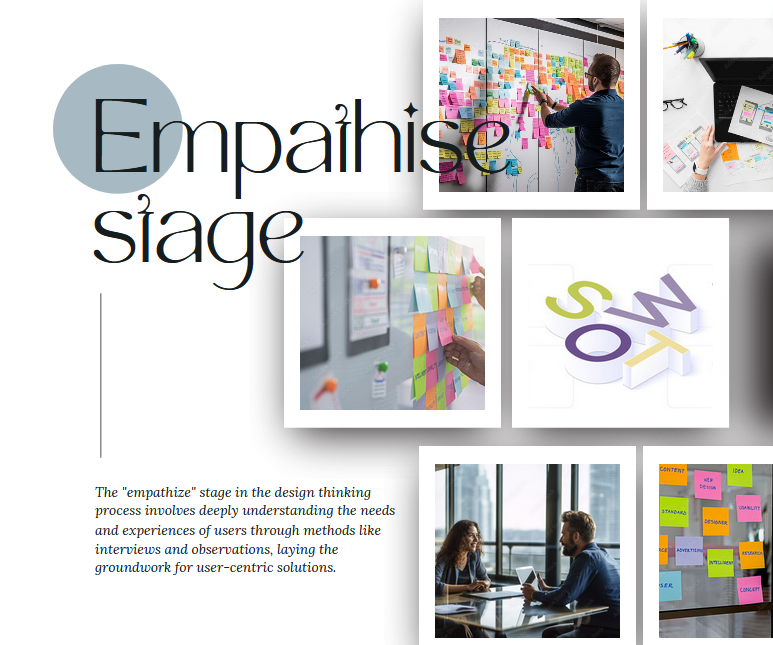 Empathise
stage
S W
O T
The "empathize" stage in the design thinking
process involves deeply understanding the needs
and experiences of users through methods like
interviews and observations, laying the
groundwork for user-centric solutions.
CONTENT
WEB
DESIGN
IDEA
STANDARD
DESIGNER
USABILITY
ADVERTISING
INTELLIGENT
RESEARCH
CONCEPT